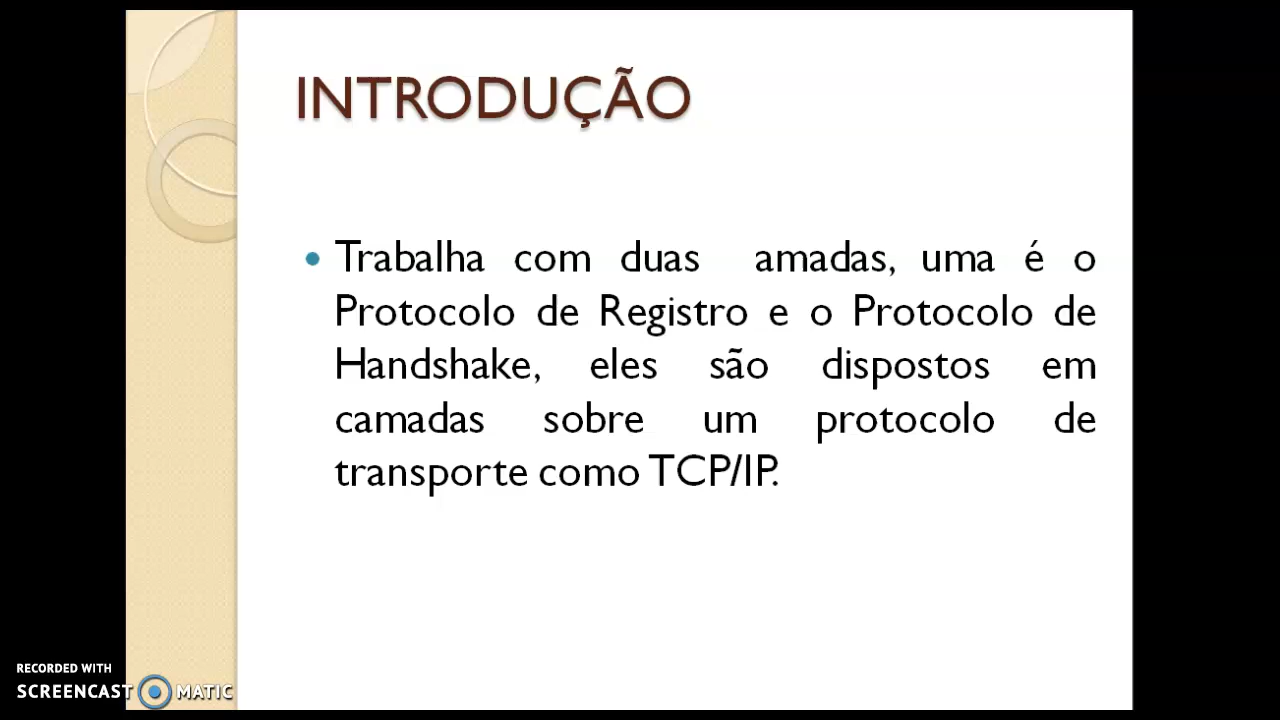 INTRODUÇÃO
• Trabalha com duas amadas, uma é o
Protocolo de Registro e o Protocolo de
Handshake, eles são dispostos em
camadas sobre um protocolo de
transporte como TCP/IP.
RECORDED WITH
SCREENCAST MATIC